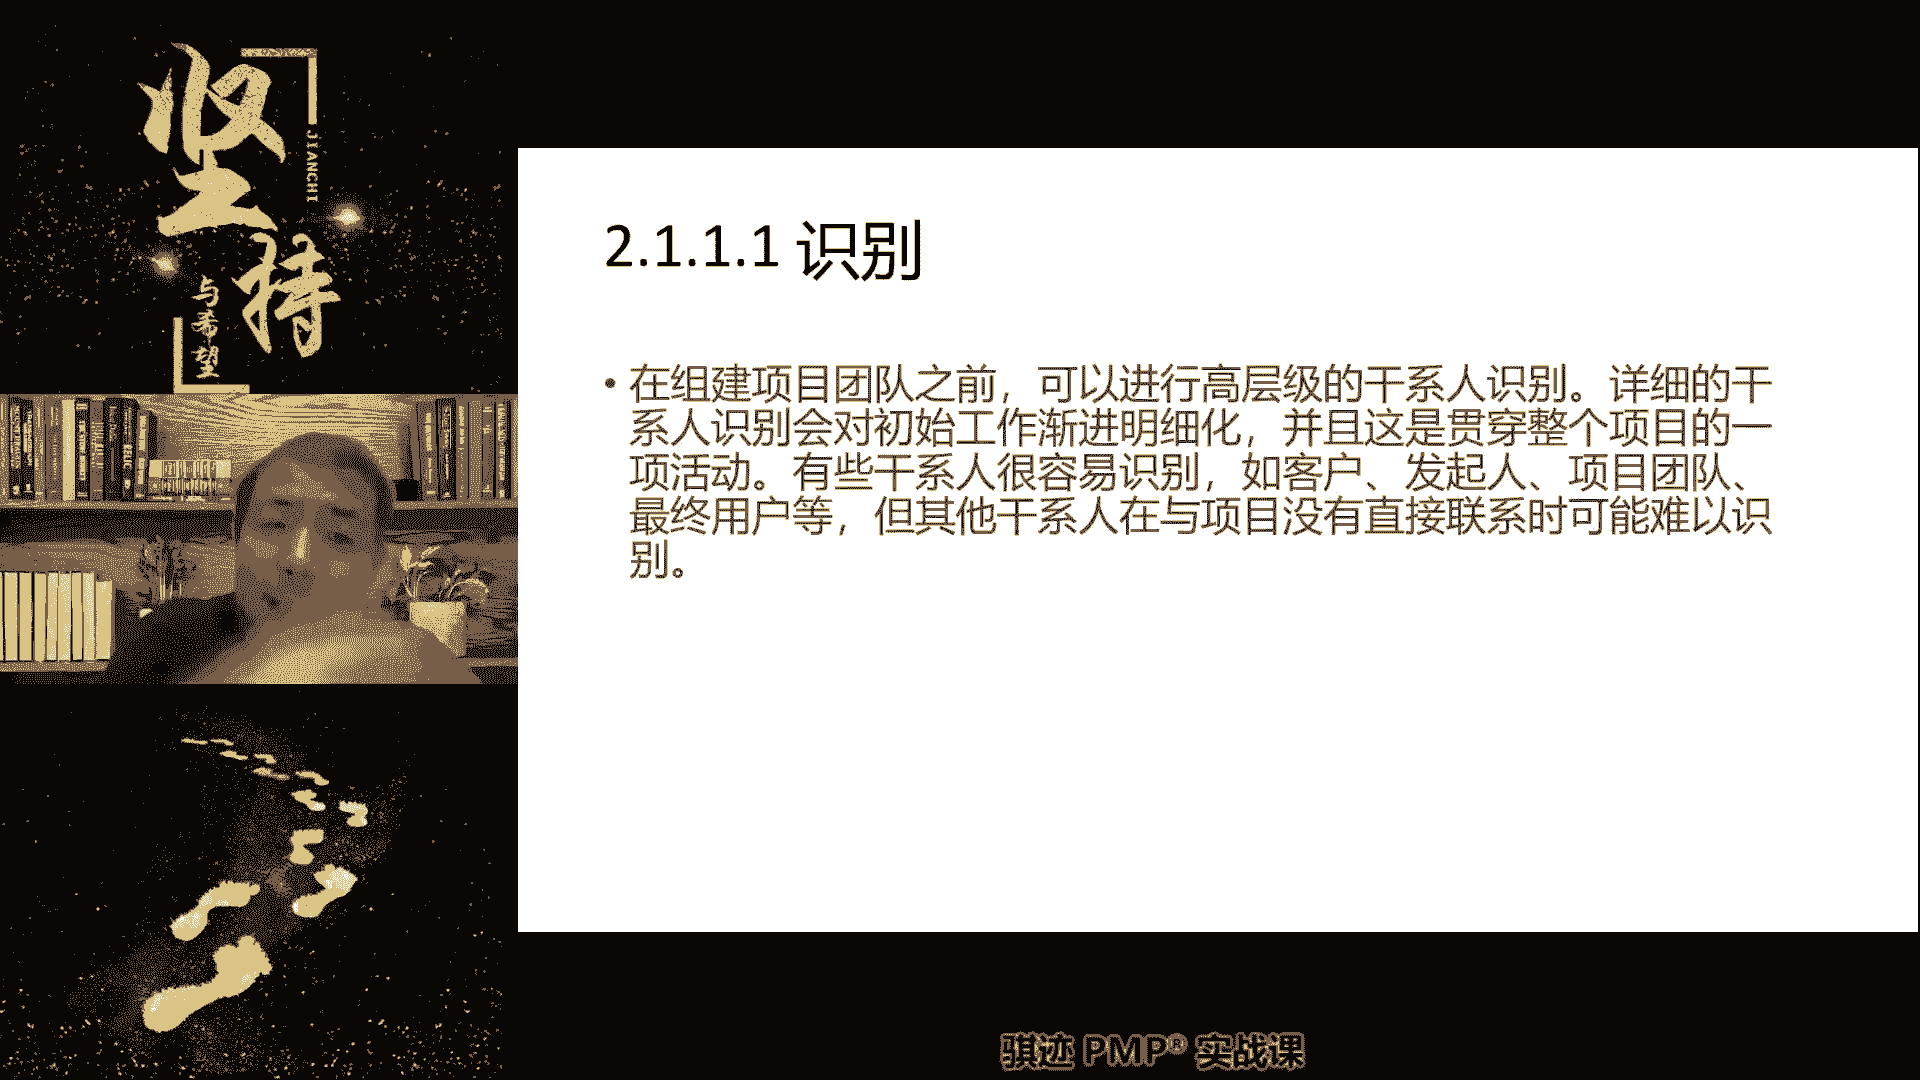 坚持
JIANCHI
与希望
2.1.1.1 识别
• 在组建项目团队之前，可以进行高层级的干系人识别。详细的干
系人识别会对初始工作渐进明细化，并且这是贯穿整个项目的一
项活动。有些干系人很容易识别，如客户、发起人、项目团队、
最终用户等，但其他干系人在与项目没有直接联系时可能难以识
别。
骐迹 PMP® 实战课